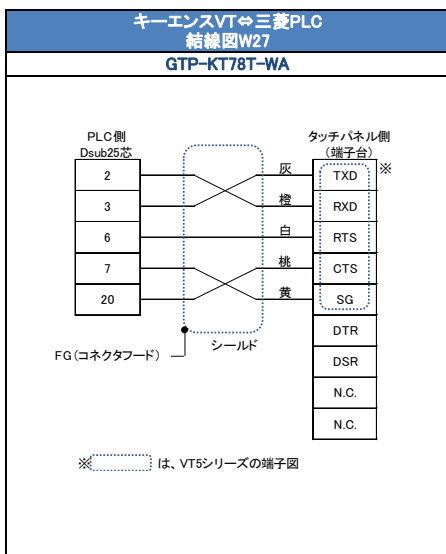 キーエンスVT⇔三菱PLC
結線図W27
GTP-KT78T-WA
PLC側
Dsub25芯
タッチパネル側
(端子台)
※
2
灰
TXD
3
橙
RXD
6
白
RTS
7
桃
CTS
20
黄
SG
DTR
DSR
N.C.
N.C.
シールド
FG(コネクタフード)
※ は、VT5シリーズの端子図